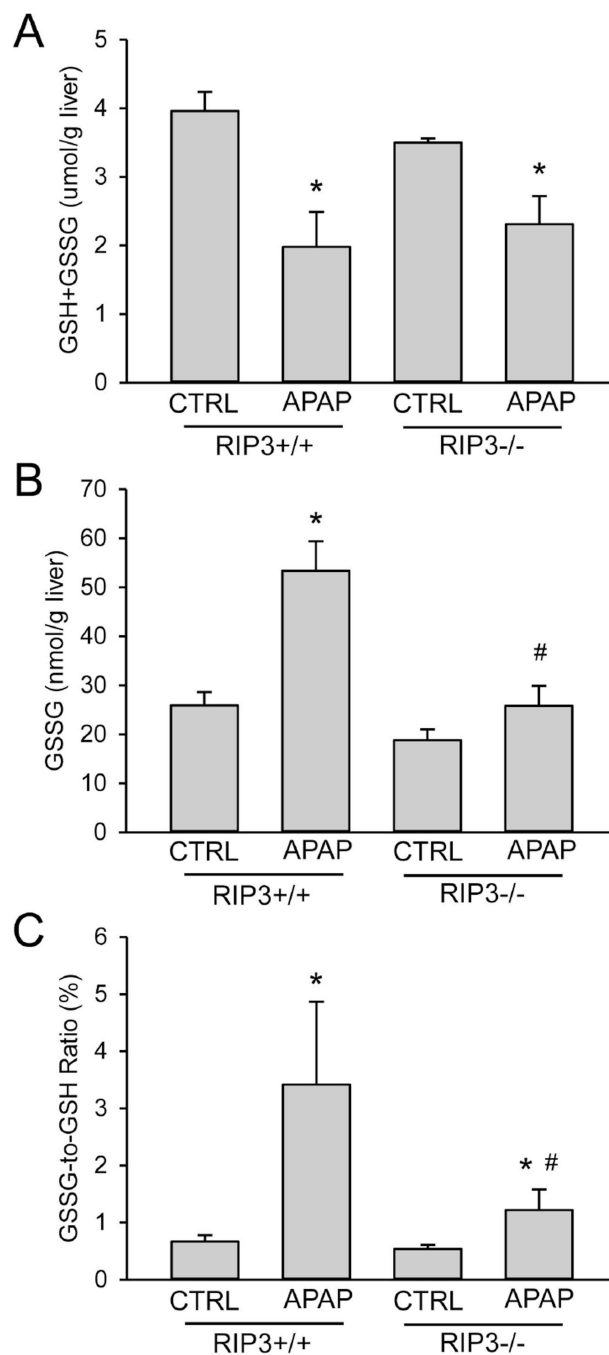 A
GSH+GSSG (umol/g liver)
5
4
3
2
1
0
*
*
CTRL APAP CTRL APAP
RIP3+/+ RIP3-/-
B
GSSG (nmol/g liver)
70
60
50
40
30
20
10
0
*
#
CTRL APAP CTRL APAP
RIP3+/+ RIP3-/-
C
GSSG-to-GSH Ratio (%)
6
5
4
3
2
1
0
*
* #
CTRL APAP CTRL APAP
RIP3+/+ RIP3-/-